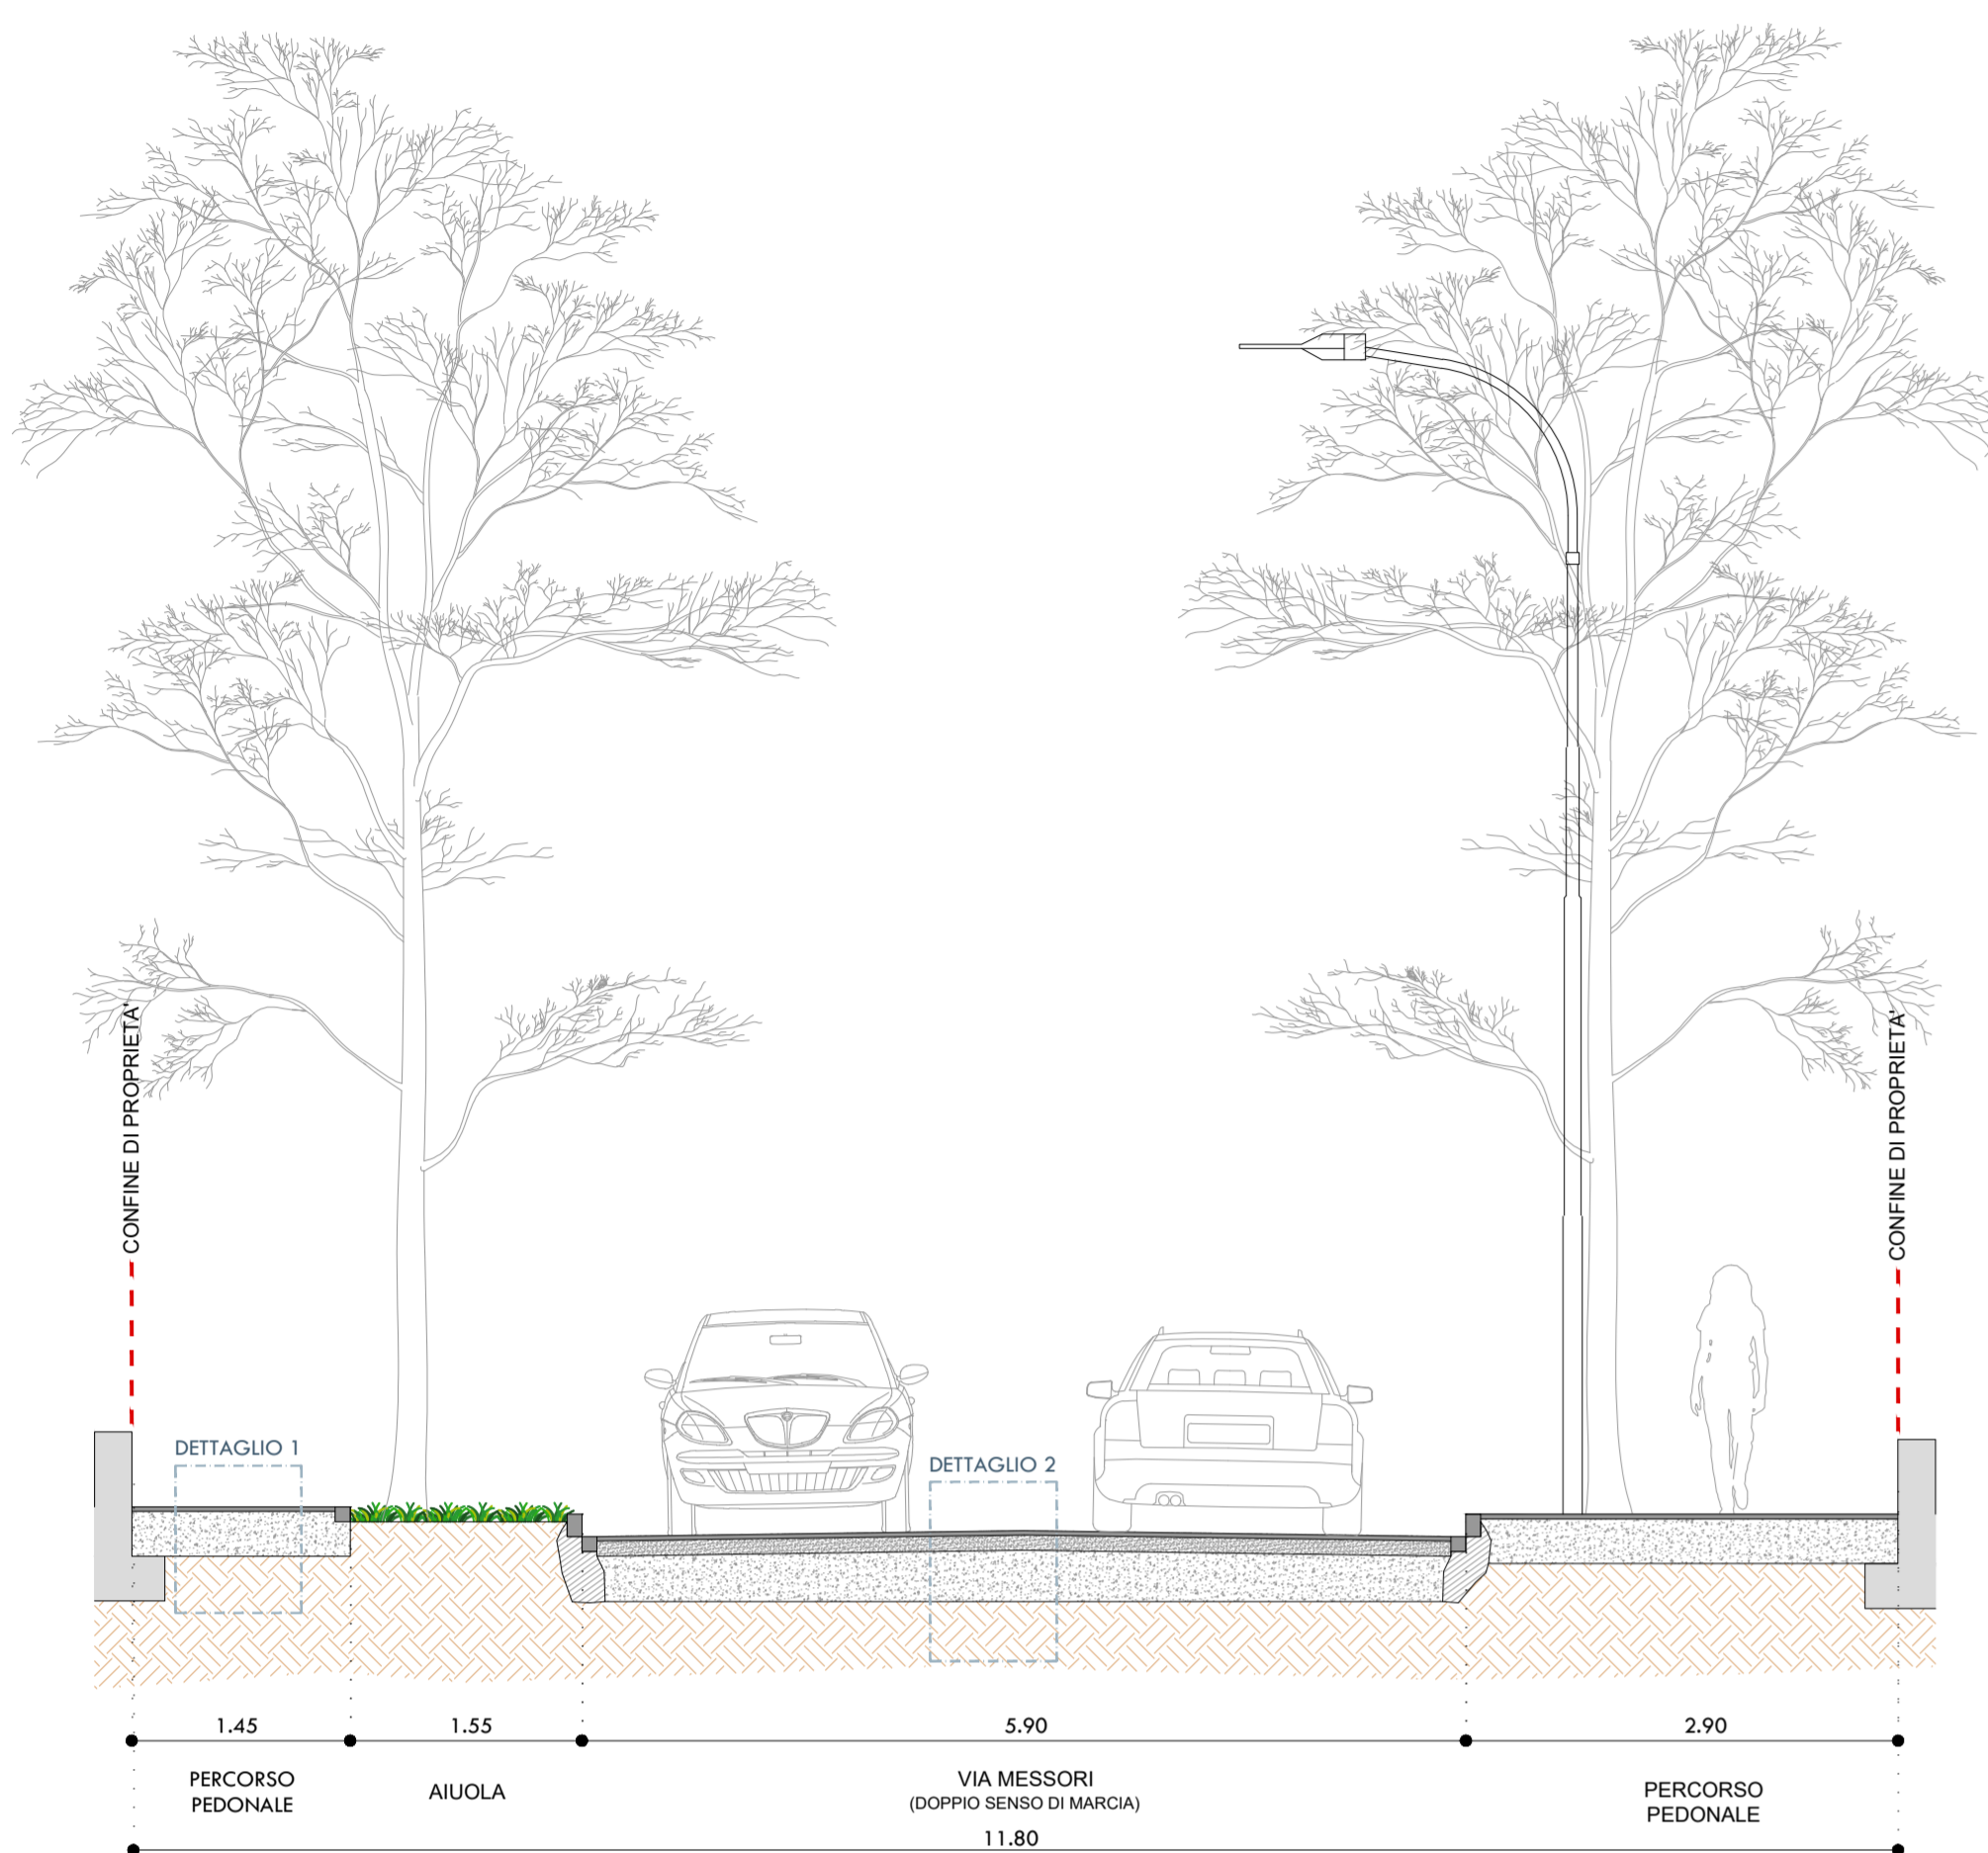 CONFINE DI PROPRIETA'
CONFINE DI PROPRIETA'
DETTAGLIO 1
DETTAGLIO 2
1.45
1.55
5.90
2.90
PERCORSO
PEDONALE
AIUOLA
VIA MESSORI
(DOPPIO SENSO DI MARCIA)
PERCORSO
PEDONALE
11.80